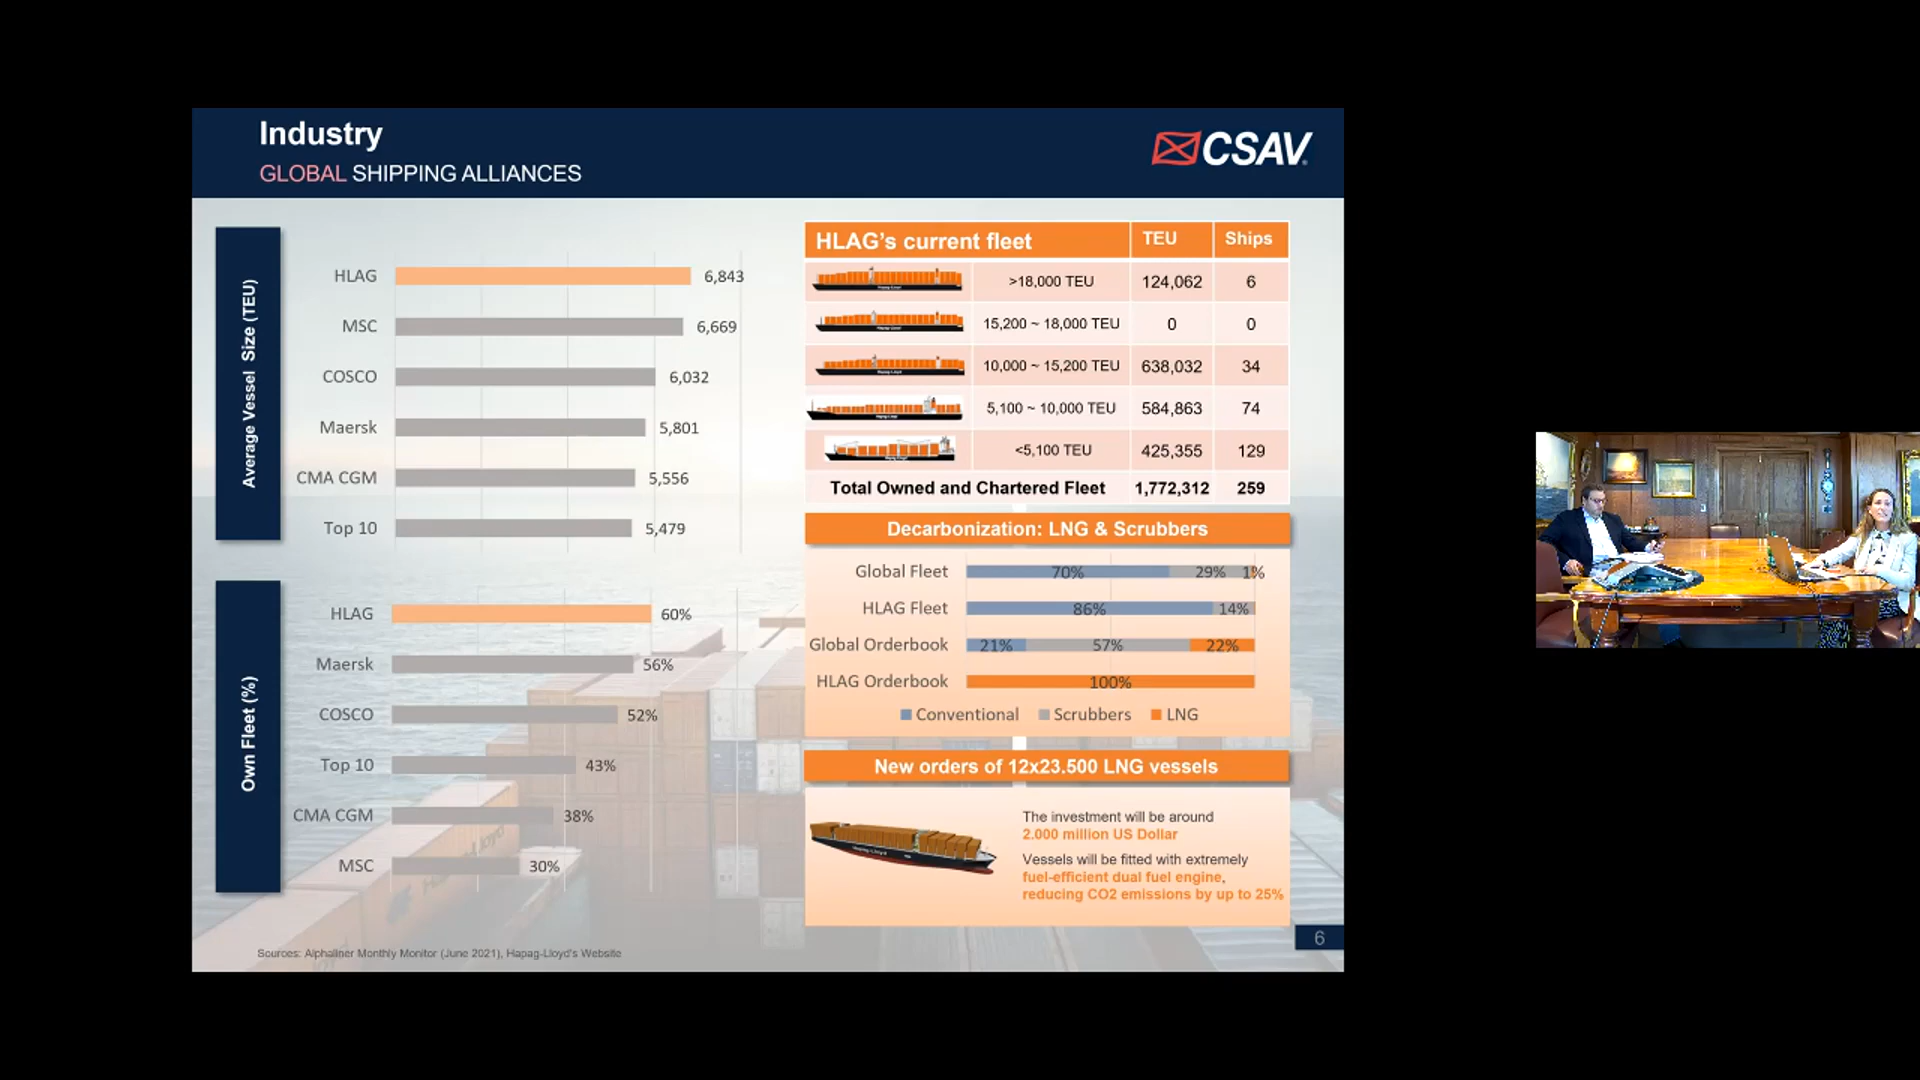 Industry
GLOBAL SHIPPING ALLIANCES
CSAV
Average Vessel Size (TEU)
HLAG 6,843
MSC 6,669
COSCO 6,032
Maersk 5,801
CMA CGM 5,556
Top 10 5,479
Own Fleet (%)
HLAG 60%
Maersk 56%
COSCO 52%
Top 10 43%
CMA CGM 38%
MSC 30%
Sources: Alphaliner Monthly Monitor (June 2021), Hapag-Lloyd's Website
HLAG's current fleet TEU Ships
>18,000 TEU 124,062 6
15,200 ~ 18,000 TEU 0 0
10,000 ~ 15,200 TEU 638,032 34
5,100 ~ 10,000 TEU 584,863 74
<5,100 TEU 425,355 129
Total Owned and Chartered Fleet 1,772,312 259
Decarbonization: LNG & Scrubbers
Global Fleet 70% 29% 1%
HLAG Fleet 86% 14%
Global Orderbook 21% 57% 22%
HLAG Orderbook 100%
Conventional Scrubbers LNG
New orders of 12x23.500 LNG vessels
The investment will be around
2.000 million US Dollar
Vessels will be fitted with extremely
fuel-efficient dual fuel engine,
reducing CO2 emissions by up to 25%
6